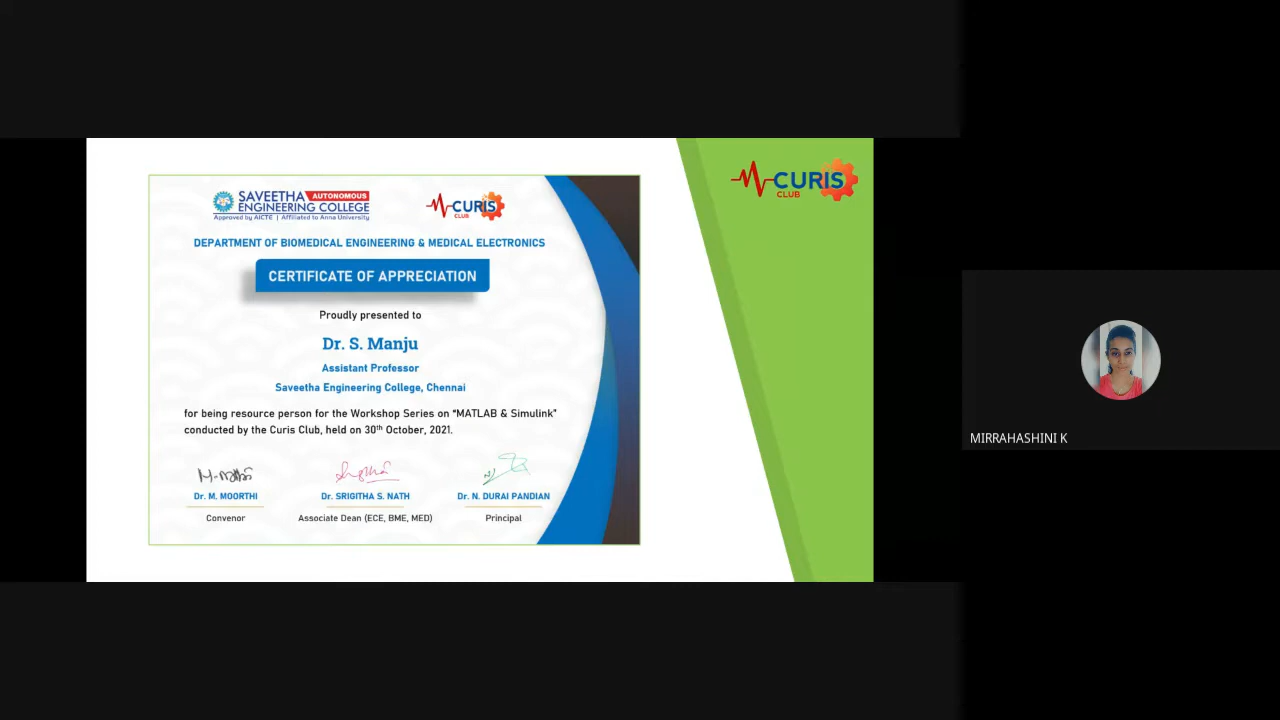 SAVEETHA AUTONOMOUS
ENGINEERING COLLEGE
Approved by AICTE | Affiliated to Anna University
CURIS
CLUB
CURIS
CLUB
DEPARTMENT OF BIOMEDICAL ENGINEERING & MEDICAL ELECTRONICS
CERTIFICATE OF APPRECIATION
Proudly presented to
Dr. S. Manju
Assistant Professor
Saveetha Engineering College, Chennai
for being resource person for the Workshop Series on “MATLAB & Simulink”
conducted by the Curis Club, held on 30th October, 2021.
Dr. M. MOORTHI Dr. SRIGITHA S. NATH Dr. N. DURAI PANDIAN
Convenor Associate Dean (ECE, BME, MED) Principal
MIRRAHASHINI K